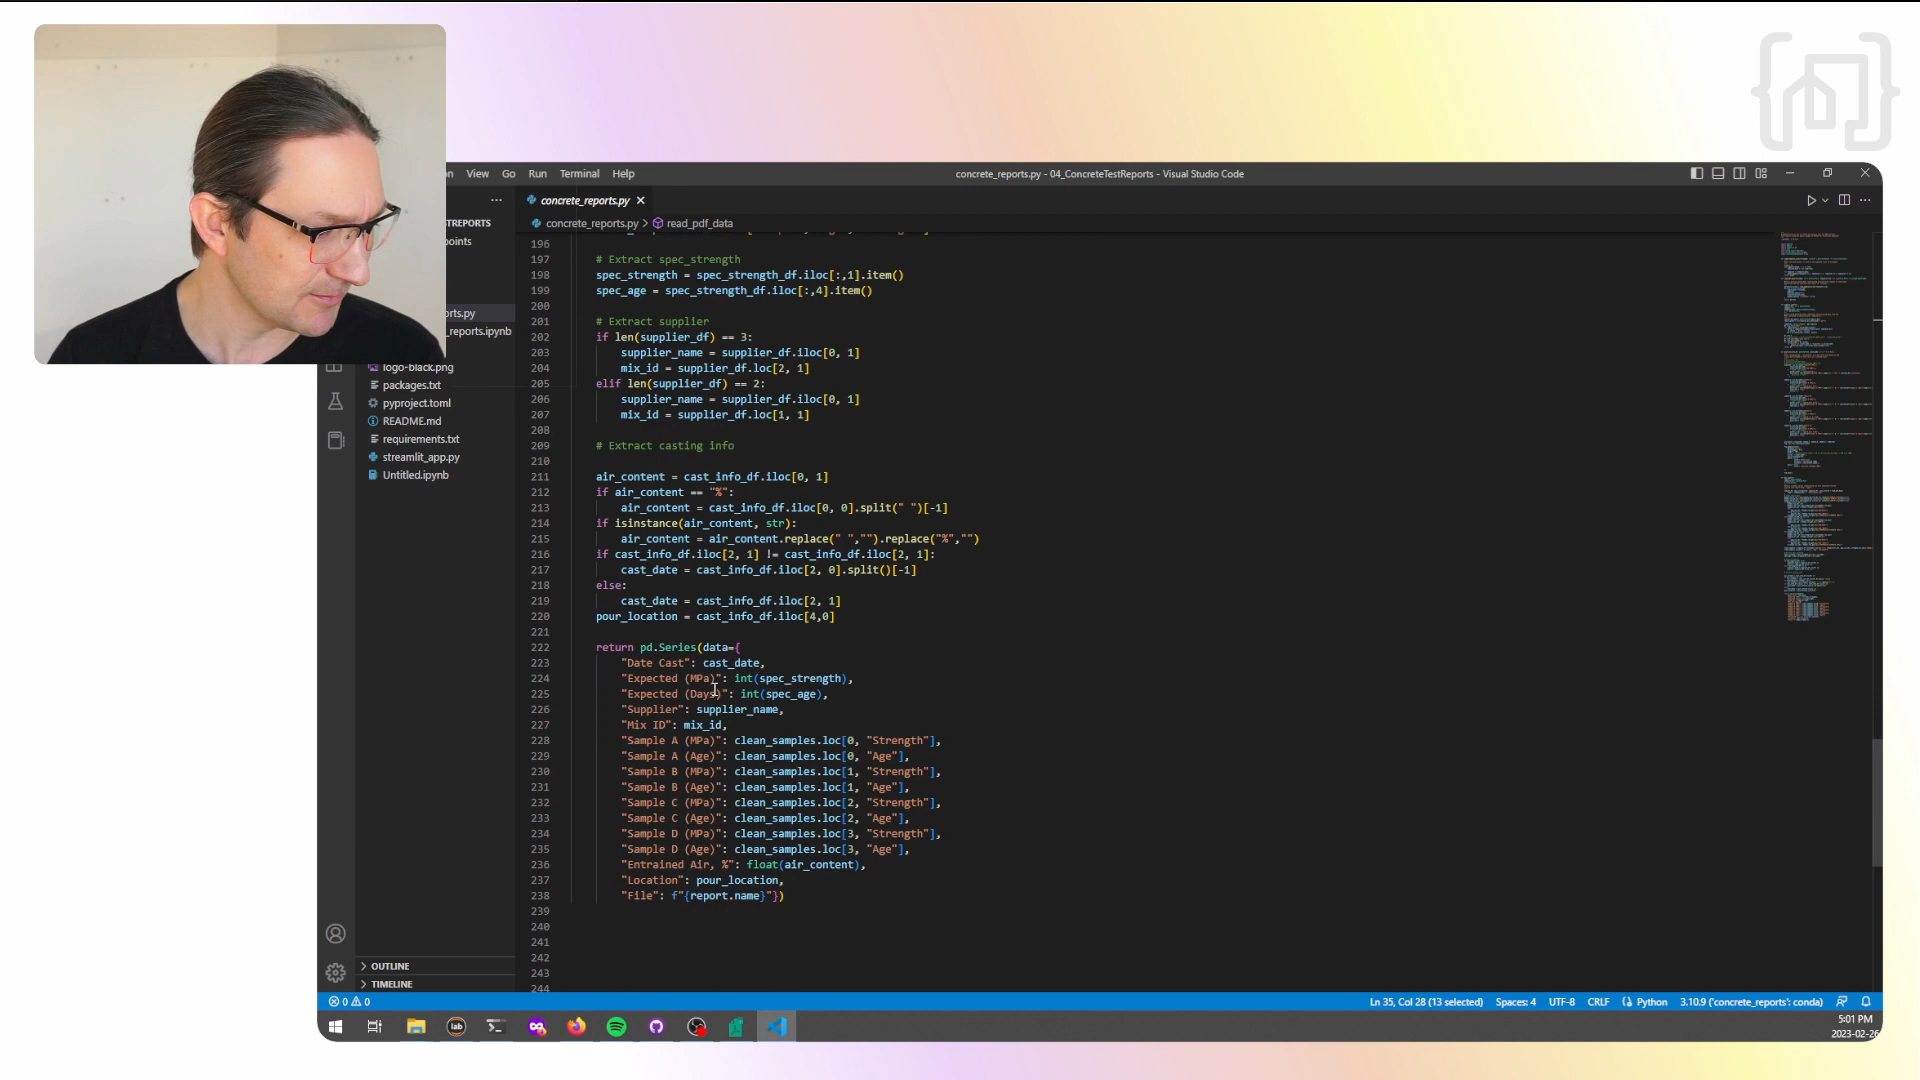 View Go Run Terminal Help
concrete_reports.py - 04_ConcreteTestReports - Visual Studio Code
concrete_reports.py
TREPORTS
concrete_reports.py > read_pdf_data
points
orts.py
_reports.ipynb
logo-black.png
packages.txt
pyproject.toml
README.md
requirements.txt
streamlit_app.py
Untitled.ipynb
OUTLINE
TIMELINE
196
197 # Extract spec_strength
198 spec_strength = spec_strength_df.iloc[:,1].item()
199 spec_age = spec_strength_df.iloc[:,4].item()
200
201 # Extract supplier
202 if len(supplier_df) == 3:
203 supplier_name = supplier_df.iloc[0, 1]
204 mix_id = supplier_df.loc[2, 1]
205 elif len(supplier_df) == 2:
206 supplier_name = supplier_df.iloc[0, 1]
207 mix_id = supplier_df.loc[1, 1]
208
209 # Extract casting info
210
211 air_content = cast_info_df.iloc[0, 1]
212 if air_content == "%":
213 air_content = cast_info_df.iloc[0, 0].split(" ")[-1]
214 if isinstance(air_content, str):
215 air_content = air_content.replace(" ","").replace("%","")
216 if cast_info_df.iloc[2, 1] != cast_info_df.iloc[2, 1]:
217 cast_date = cast_info_df.iloc[2, 0].split()[-1]
218 else:
219 cast_date = cast_info_df.iloc[2, 1]
220 pour_location = cast_info_df.iloc[4,0]
221
222 return pd.Series(data={
223 "Date Cast": cast_date,
224 "Expected (MPa)": int(spec_strength),
225 "Expected (Days)": int(spec_age),
226 "Supplier": supplier_name,
227 "Mix ID": mix_id,
228 "Sample A (MPa)": clean_samples.loc[0, "Strength"],
229 "Sample A (Age)": clean_samples.loc[0, "Age"],
230 "Sample B (MPa)": clean_samples.loc[1, "Strength"],
231 "Sample B (Age)": clean_samples.loc[1, "Age"],
232 "Sample C (MPa)": clean_samples.loc[2, "Strength"],
233 "Sample C (Age)": clean_samples.loc[2, "Age"],
234 "Sample D (MPa)": clean_samples.loc[3, "Strength"],
235 "Sample D (Age)": clean_samples.loc[3, "Age"],
236 "Entrained Air, %": float(air_content),
237 "Location": pour_location,
238 "File": f"{report.name}"})
239
240
241
242
243
244
0 0
Ln 35, Col 28 (13 selected) Spaces: 4 UTF-8 CRLF Python 3.10.9 ('concrete_reports': conda)
lab
5:01 PM
2023-02-26